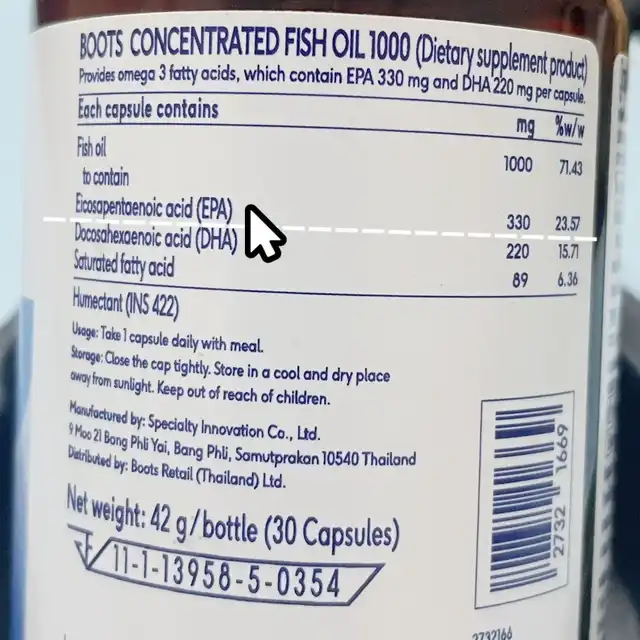 BOOTS CONCENTRATED FISH OIL 1000 (Dietary supplement product)
Provides omega 3 fatty acids, which contain EPA 330 mg and DHA 220 mg per capsule.
Each capsule contains
mg %w/w
Fish oil 1000 71.43
to contain
Eicosapentaenoic acid (EPA) 330 23.57
Docosahexaenoic acid (DHA) 220 15.71
Saturated fatty acid 89 6.36
Humectant (INS 422)
Usage: Take 1 capsule daily with meal.
Storage: Close the cap tightly. Store in a cool and dry place
away from sunlight. Keep out of reach of children.
Manufactured by: Specialty Innovation Co., Ltd.
9 Moo 21 Bang Phli Yai, Bang Phli, Samutprakan 10540 Thailand
Distributed by: Boots Retail (Thailand) Ltd.
Net weight: 42 g/bottle (30 Capsules)
11-1-13958-5-0354
2732 1669